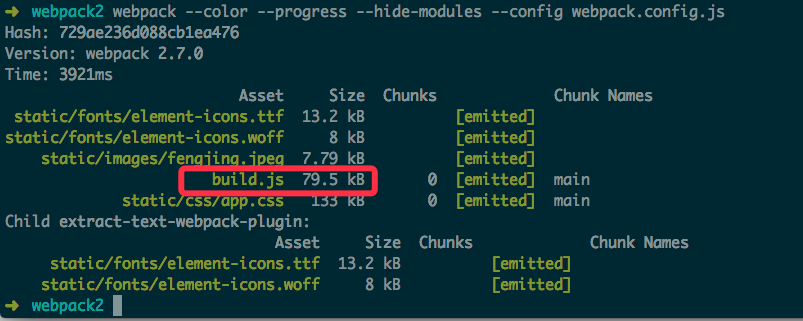 ➜ webpack2 webpack --color --progress --hide-modules --config webpack.config.js
Hash: 729ae236d088cb1ea476
Version: webpack 2.7.0
Time: 3921ms
Asset Size Chunks Chunk Names
static/fonts/element-icons.ttf 13.2 kB [emitted]
static/fonts/element-icons.woff 8 kB [emitted]
static/images/fengjing.jpeg 7.79 kB [emitted]
build.js 79.5 kB 0 [emitted] main
static/css/app.css 133 kB 0 [emitted] main
Child extract-text-webpack-plugin:
Asset Size Chunks Chunk Names
static/fonts/element-icons.ttf 13.2 kB [emitted]
static/fonts/element-icons.woff 8 kB [emitted]
➜ webpack2